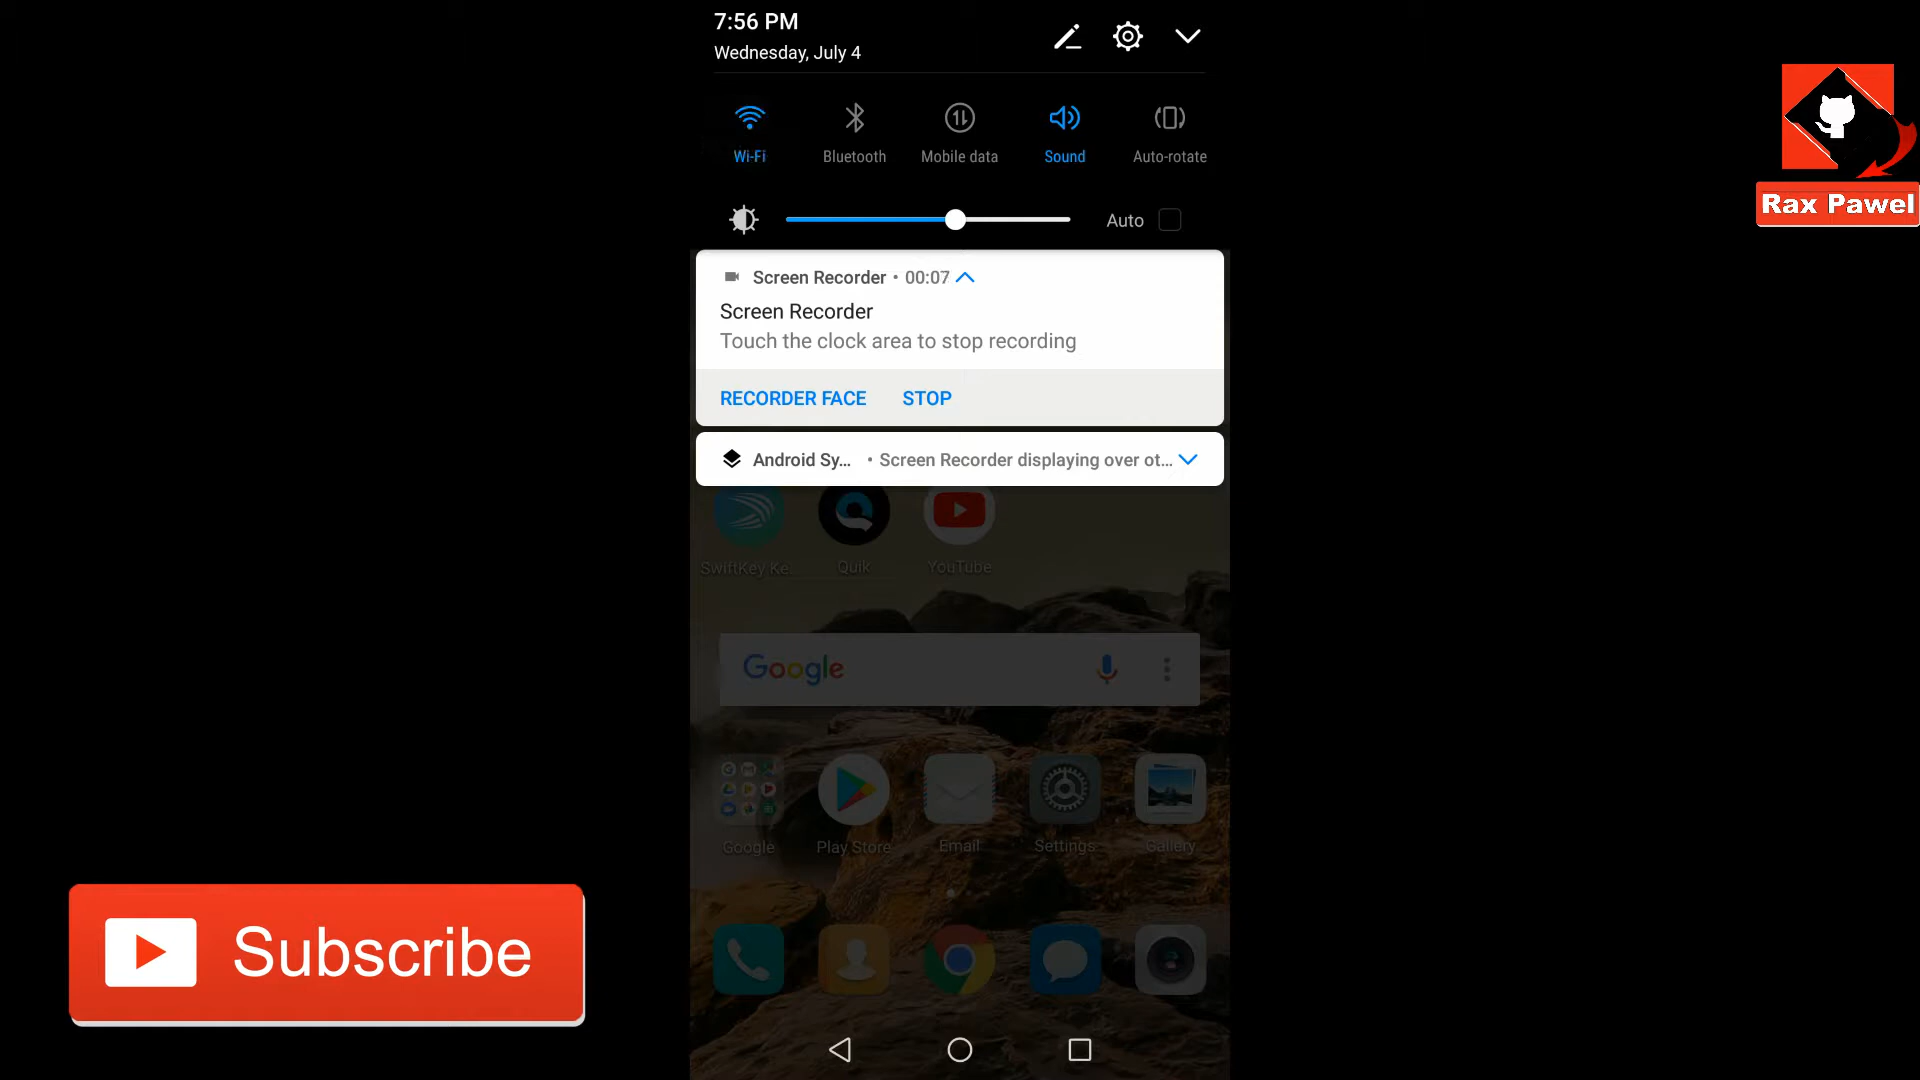 7:56 PM
Wednesday, July 4
Wi-Fi
Bluetooth
Mobile data
Sound
Auto-rotate
Auto
Rax Pawel
Screen Recorder • 00:07
Screen Recorder
Touch the clock area to stop recording
RECORDER FACE STOP
Android Sy... • Screen Recorder displaying over ot...
SwiftKey Ke...
Quik
YouTube
Google
Google
Play Store
Email
Settings
Gallery
Subscribe